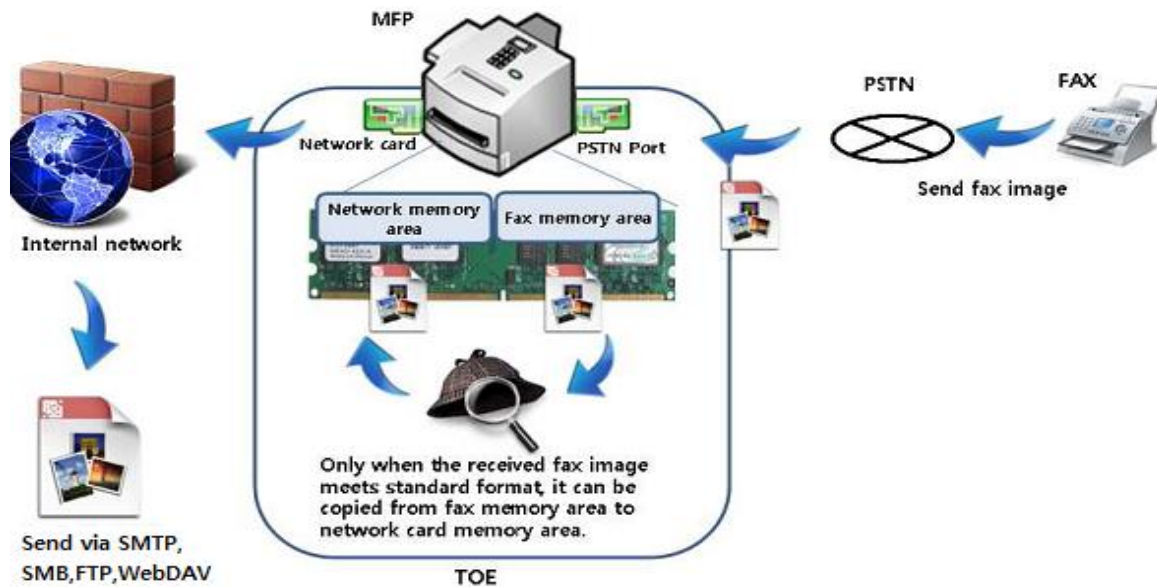 MFP
PSTN
FAX
Network card
PSTN Port
Send fax image
Network memory
area
Fax memory area
Internal network
Only when the received fax image
meets standard format, it can be
copied from fax memory area to
network card memory area.
Send via SMTP,
SMB,FTP,WebDAV
TOE